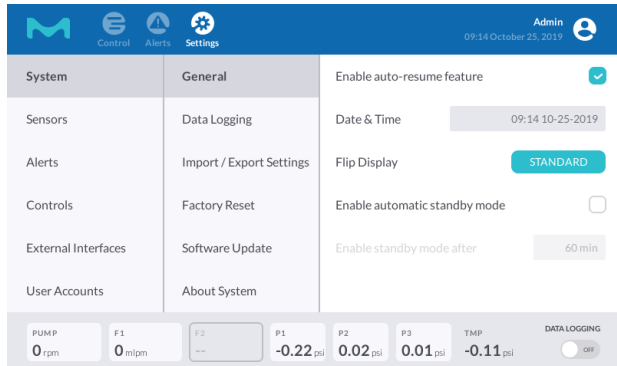 Admin
09:14 October 25, 2019
Control Alerts Settings
System General Enable auto-resume feature
Sensors Data Logging Date & Time 09:14 10-25-2019
Alerts Import / Export Settings Flip Display STANDARD
Controls Factory Reset Enable automatic standby mode
External Interfaces Software Update Enable standby mode after 60 min
User Accounts About System
PUMP F1 F2 P1 P2 P3 TMP DATA LOGGING
0 rpm 0 mlpm -- -0.22 psi 0.02 psi 0.01 psi -0.11 psi OFF